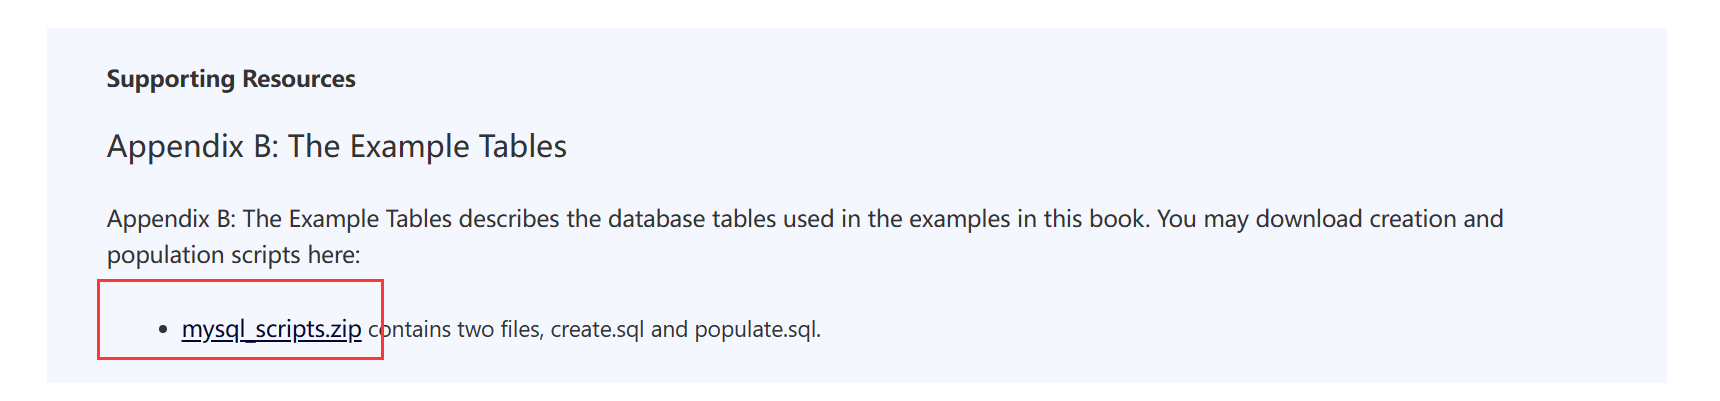 Supporting Resources
Appendix B: The Example Tables
Appendix B: The Example Tables describes the database tables used in the examples in this book. You may download creation and
population scripts here:
• mysql_scripts.zip contains two files, create.sql and populate.sql.